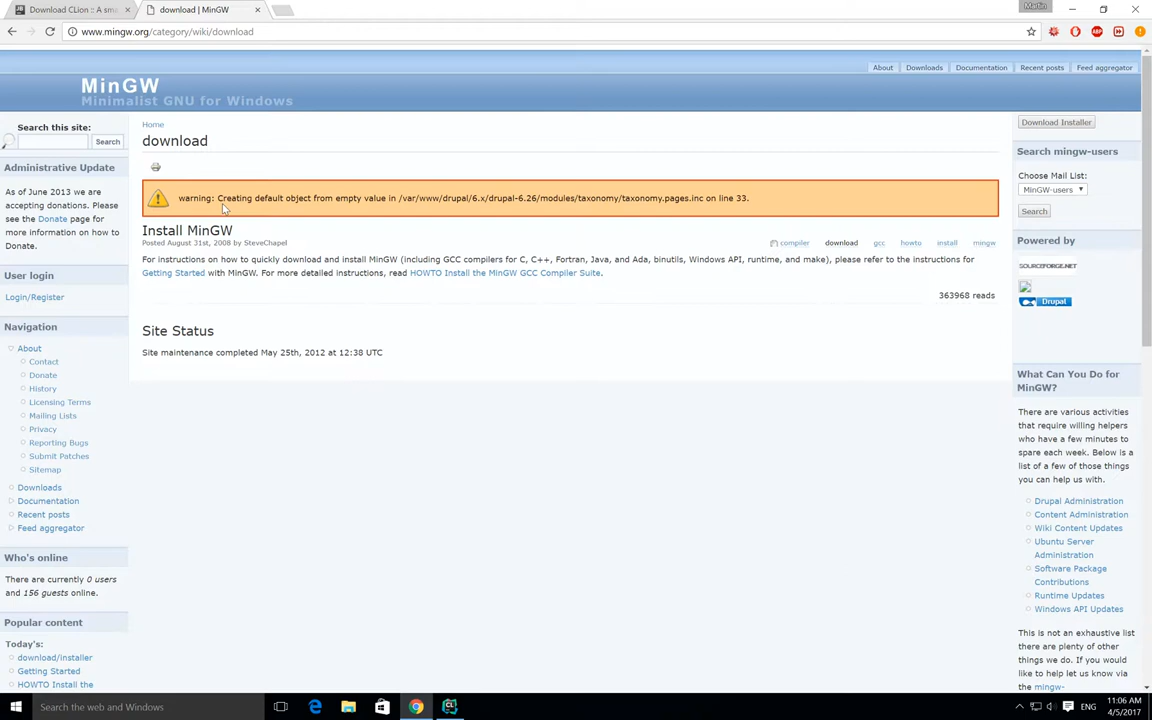 Download CLion :: A sm
download | MinGW
Martin
www.mingw.org/category/wiki/download
ABP
About
Downloads
Documentation
Recent posts
Feed aggregator
MinGW
Minimalist GNU for Windows
Search this site:
Search
Administrative Update
As of June 2013 we are
accepting donations. Please
see the Donate page for
more information on how to
Donate.
User login
Login/Register
Navigation
About
Contact
Donate
History
Licensing Terms
Mailing Lists
Privacy
Reporting Bugs
Submit Patches
Sitemap
Downloads
Documentation
Recent posts
Feed aggregator
Who's online
There are currently 0 users
and 156 guests online.
Popular content
Today's:
download/installer
Getting Started
HOWTO Install the
Home
download
warning: Creating default object from empty value in /var/www/drupal/6.x/drupal-6.26/modules/taxonomy/taxonomy.pages.inc on line 33.
Install MinGW
Posted August 31st, 2008 by SteveChapel
compiler download gcc howto install mingw
For instructions on how to quickly download and install MinGW (including GCC compilers for C, C++, Fortran, Java, and Ada, binutils, Windows API, runtime, and make), please refer to the instructions for
Getting Started with MinGW. For more detailed instructions, read HOWTO Install the MinGW GCC Compiler Suite.
363968 reads
Site Status
Site maintenance completed May 25th, 2012 at 12:38 UTC
Download Installer
Search mingw-users
Choose Mail List:
MinGW-users
Search
Powered by
SOURCEFORGE.NET
Drupal
What Can You Do for
MinGW?
There are various activities
that require willing helpers
who have a few minutes to
spare each week. Below is a
list of a few of those things
you can help us with.
Drupal Administration
Content Administration
Wiki Content Updates
Ubuntu Server
Administration
Software Package
Contributions
Runtime Updates
Windows API Updates
This is not an exhaustive list
there are plenty of other
things we do. If you would
like to help let us know via
the mingw-
Search the web and Windows
CL
ENG
11:06 AM
4/5/2017